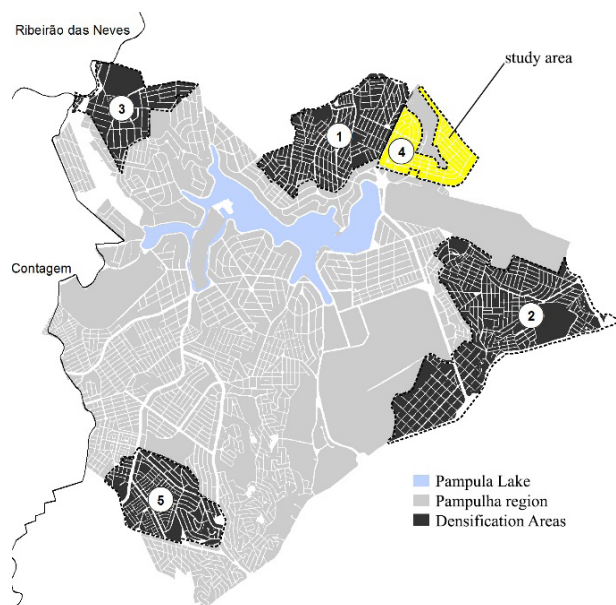 Ribeirão das Neves
study area
3
1
4
Contagem
2
5
Pampula Lake
Pampulha region
Densification Areas